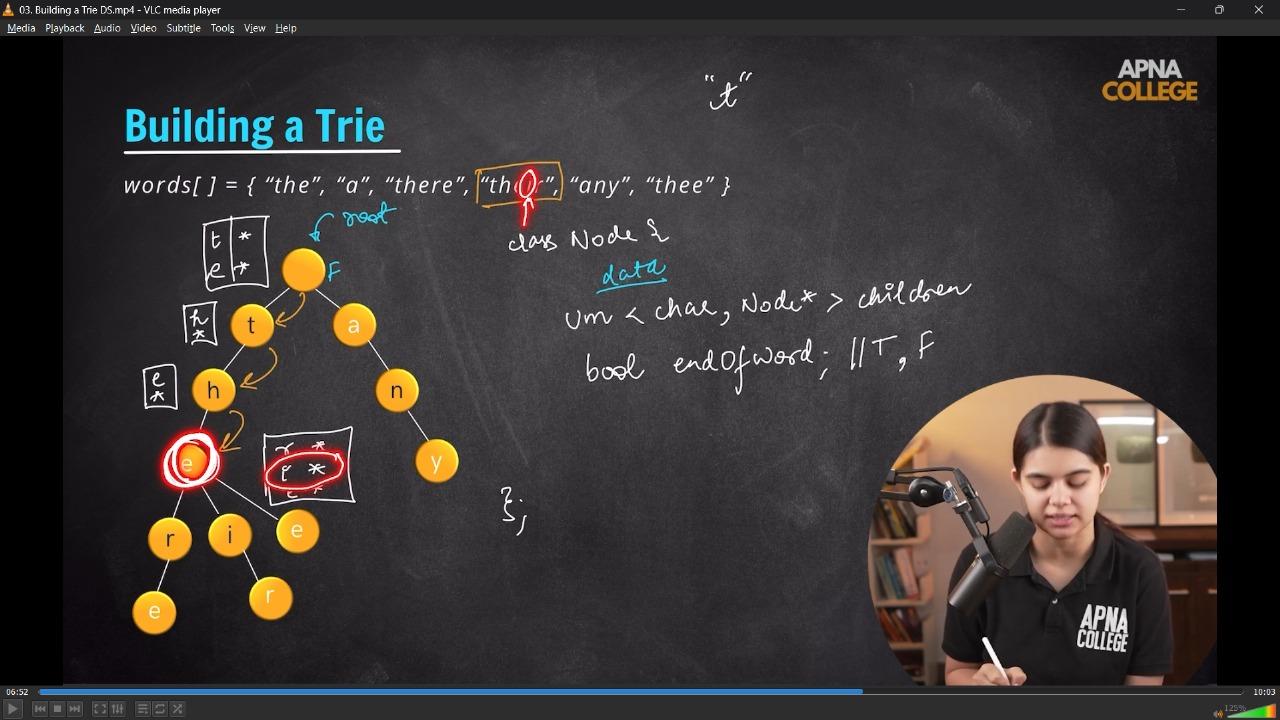 03. Building a Trie DS.mp4 - VLC media player
Media Playback Audio Video Subtitle Tools View Help
"t"
APNA
COLLEGE
Building a Trie
words[ ] = { "the", "a", "there", "their", "any", "thee" }
root
t *
e *
F
class Node {
data
h
*
t
a
um < char, Node* > children
bool endOfWord; // T, F
e
*
h
n
e
r *
i *
e *
y
};
r
i
e
e
r
APNA
COLLEGE
06:52
10:03
125%